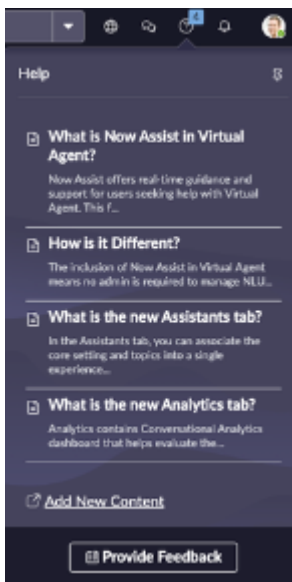 4
Help
What is Now Assist in Virtual
Agent?
Now Assist offers real-time guidance and
support for users seeking help with Virtual
Agent. This f...
How is it Different?
The inclusion of Now Assist in Virtual Agent
means no admin is required to manage NLU...
What is the new Assistants tab?
In the Assistants tab, you can associate the
core setting and topics into a single
experience...
What is the new Analytics tab?
Analytics contains Conversational Analytics
dashboard that helps evaluate the...
Add New Content
Provide Feedback